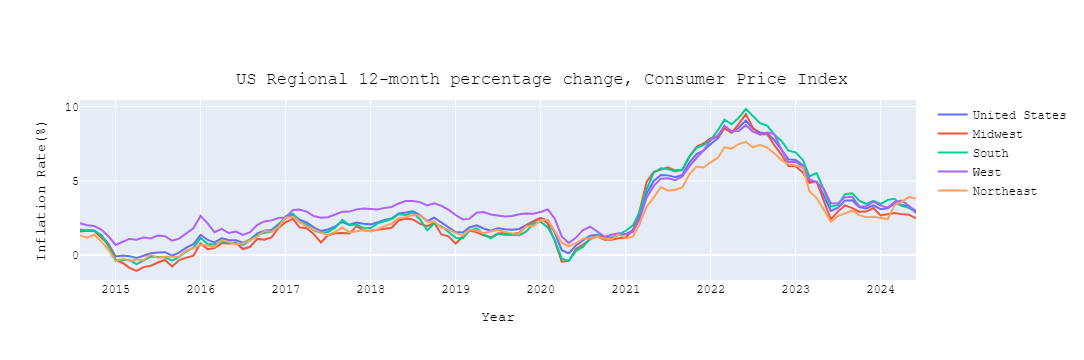 US Regional 12-month percentage change, Consumer Price Index
Inflation Rate(%)
10
5
0
2015 2016 2017 2018 2019 2020 2021 2022 2023 2024
Year
United States
Midwest
South
West
Northeast